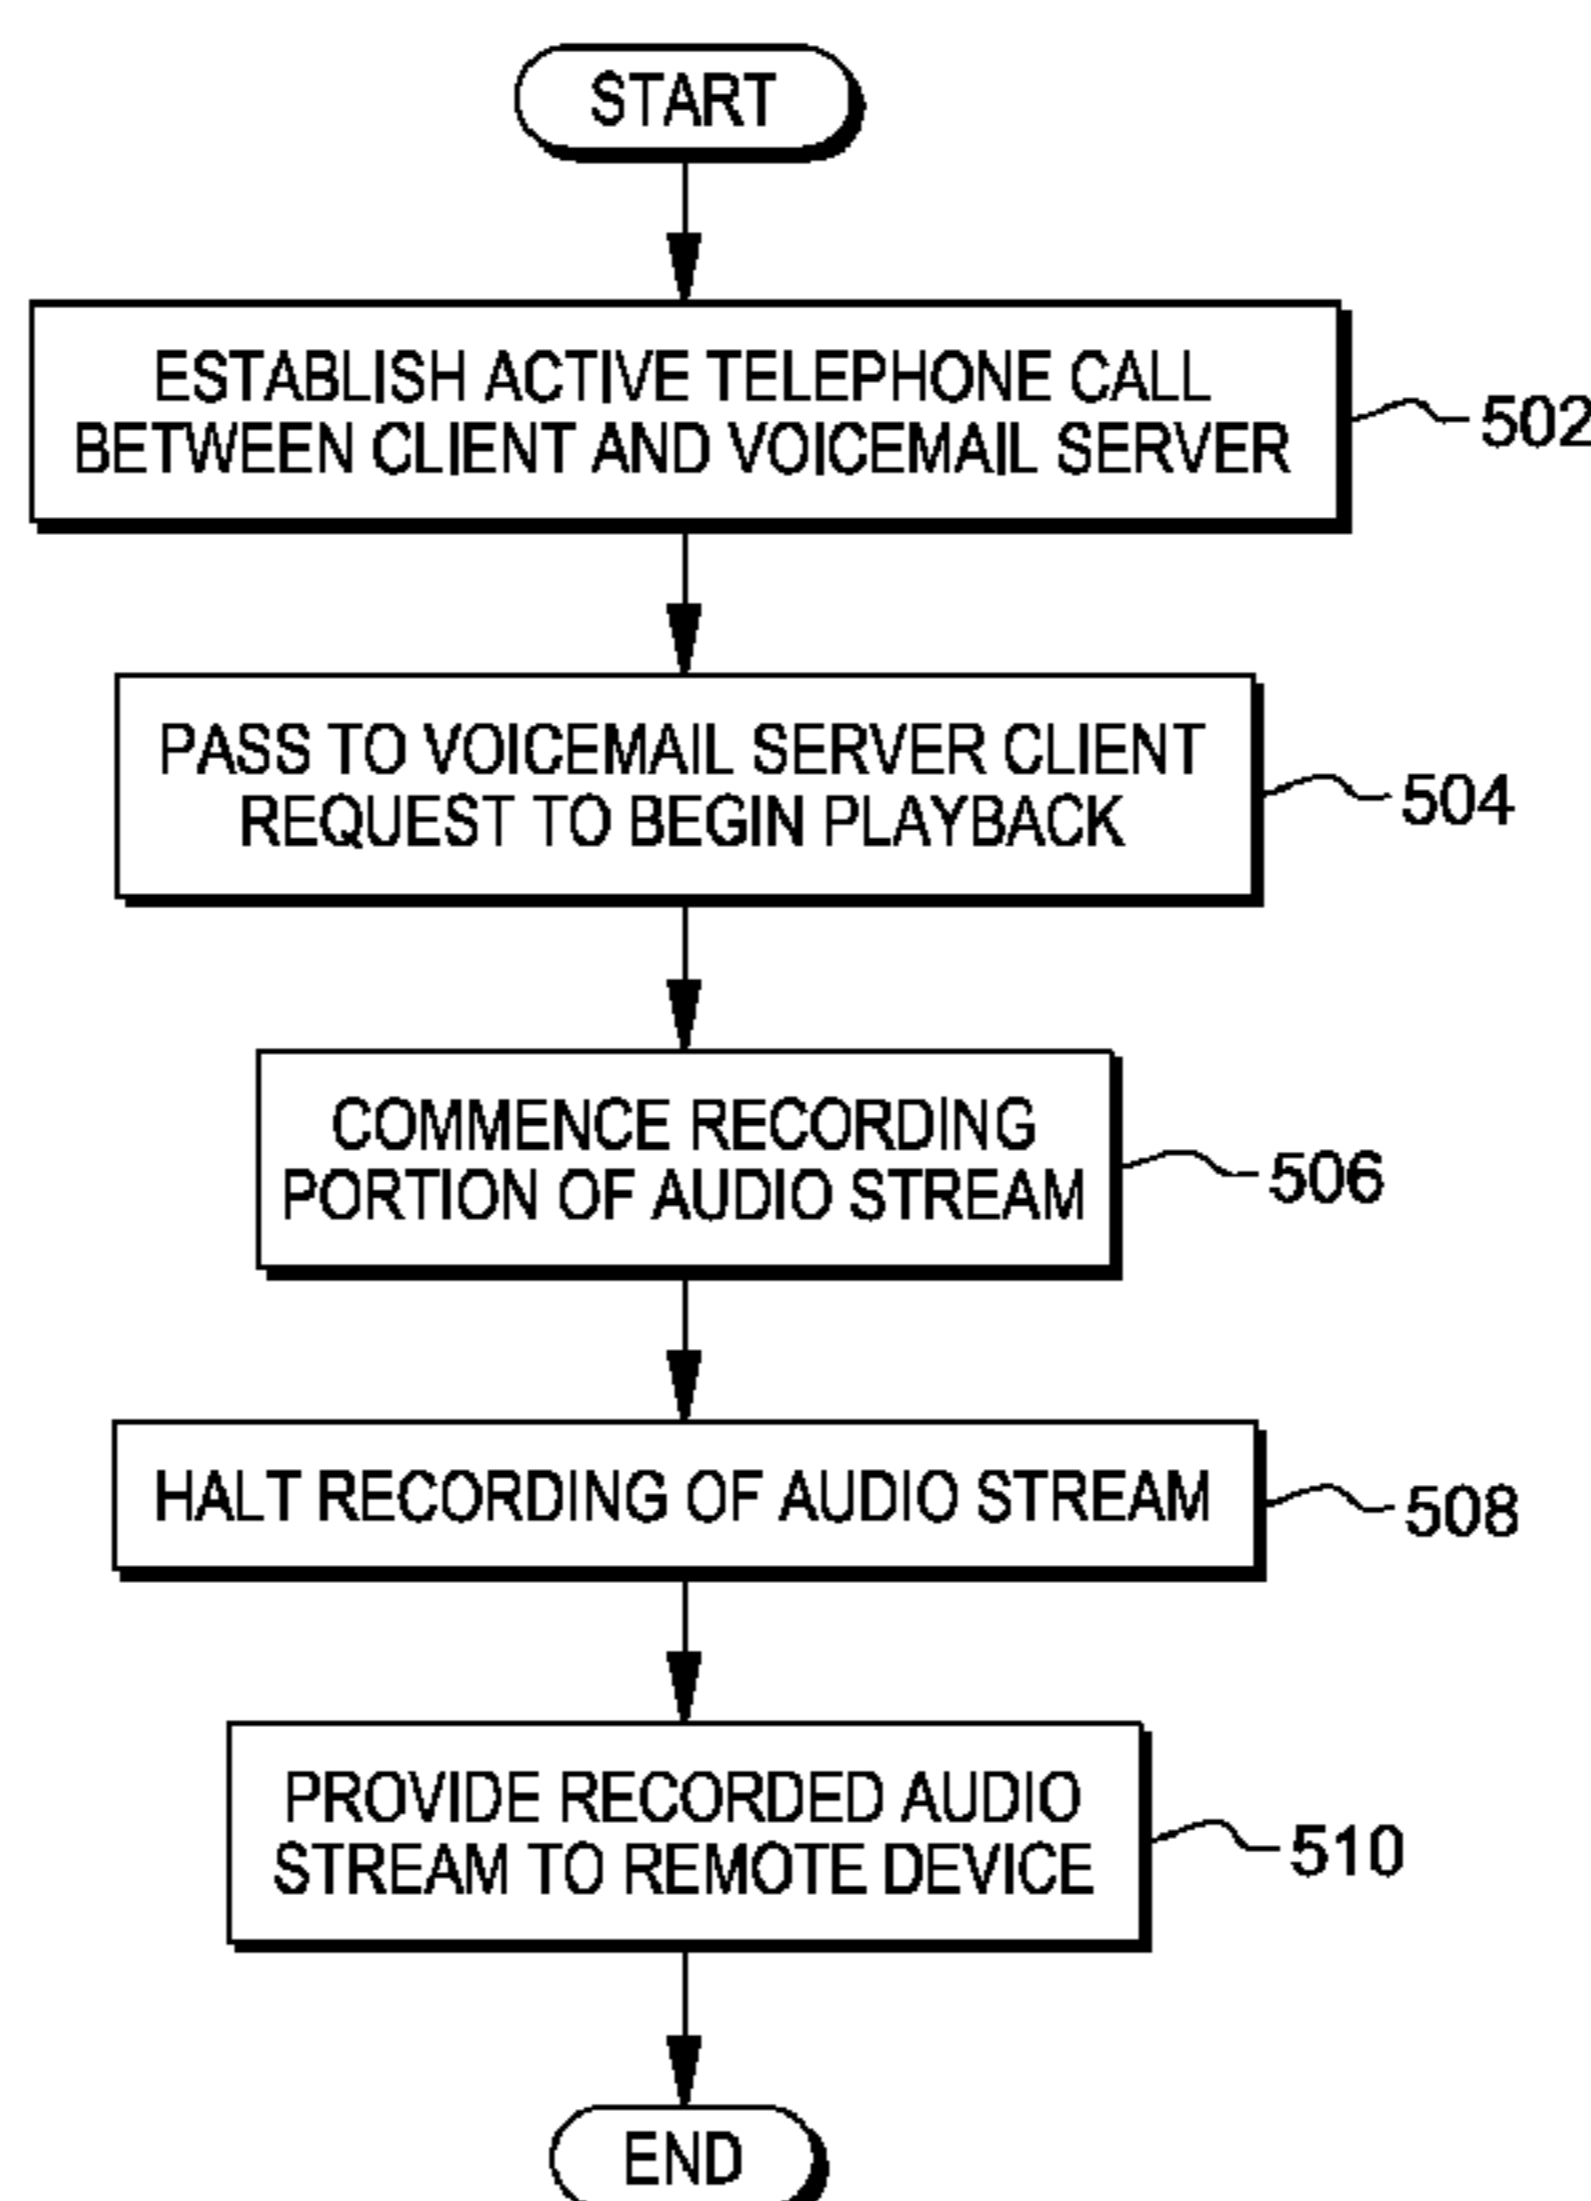 START
ESTABLISH ACTIVE TELEPHONE CALL
BETWEEN CLIENT AND VOICEMAIL SERVER
502
PASS TO VOICEMAIL SERVER CLIENT
REQUEST TO BEGIN PLAYBACK
504
COMMENCE RECORDING
PORTION OF AUDIO STREAM
506
HALT RECORDING OF AUDIO STREAM
508
PROVIDE RECORDED AUDIO
STREAM TO REMOTE DEVICE
510
END